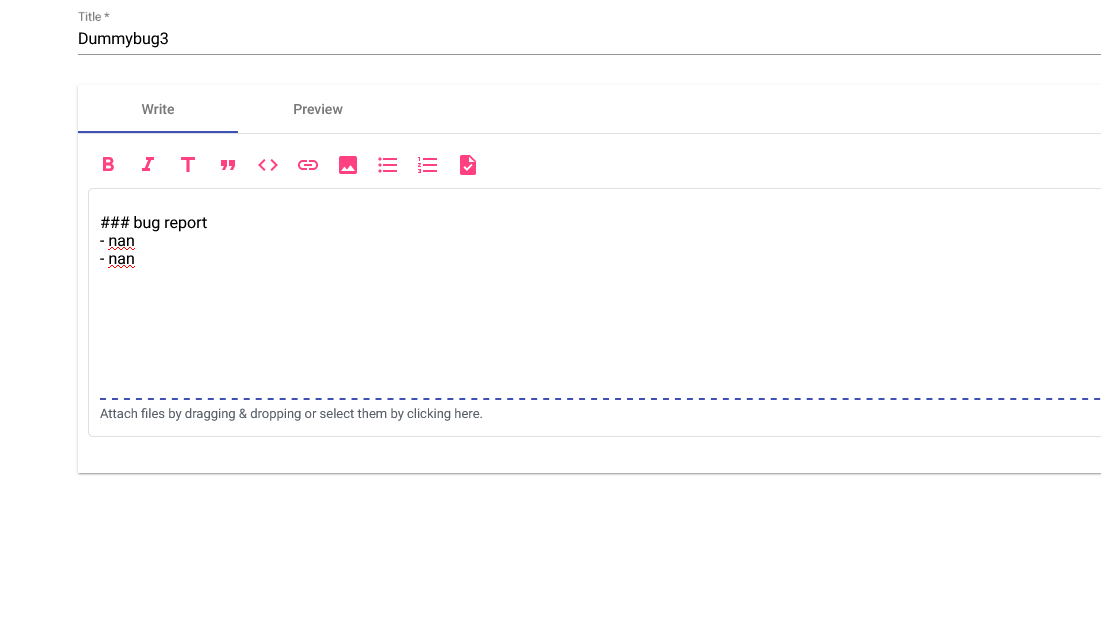 Title *
Dummybug3
Write Preview
### bug report
- nan
- nan
Attach files by dragging & dropping or select them by clicking here.